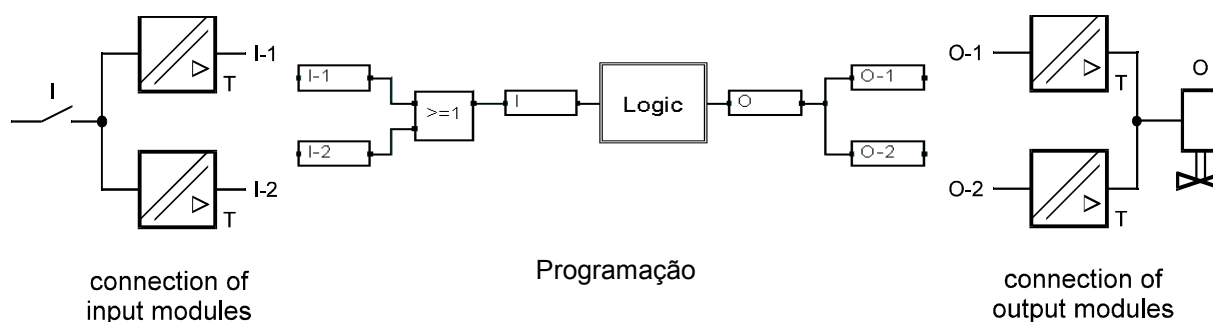 I
T
I-1
T
I-2
connection of
input modules
I-1
I-2
>=1
I
Logic
O
O-1
O-2
Programação
O-1
T
O-2
T
O
connection of
output modules